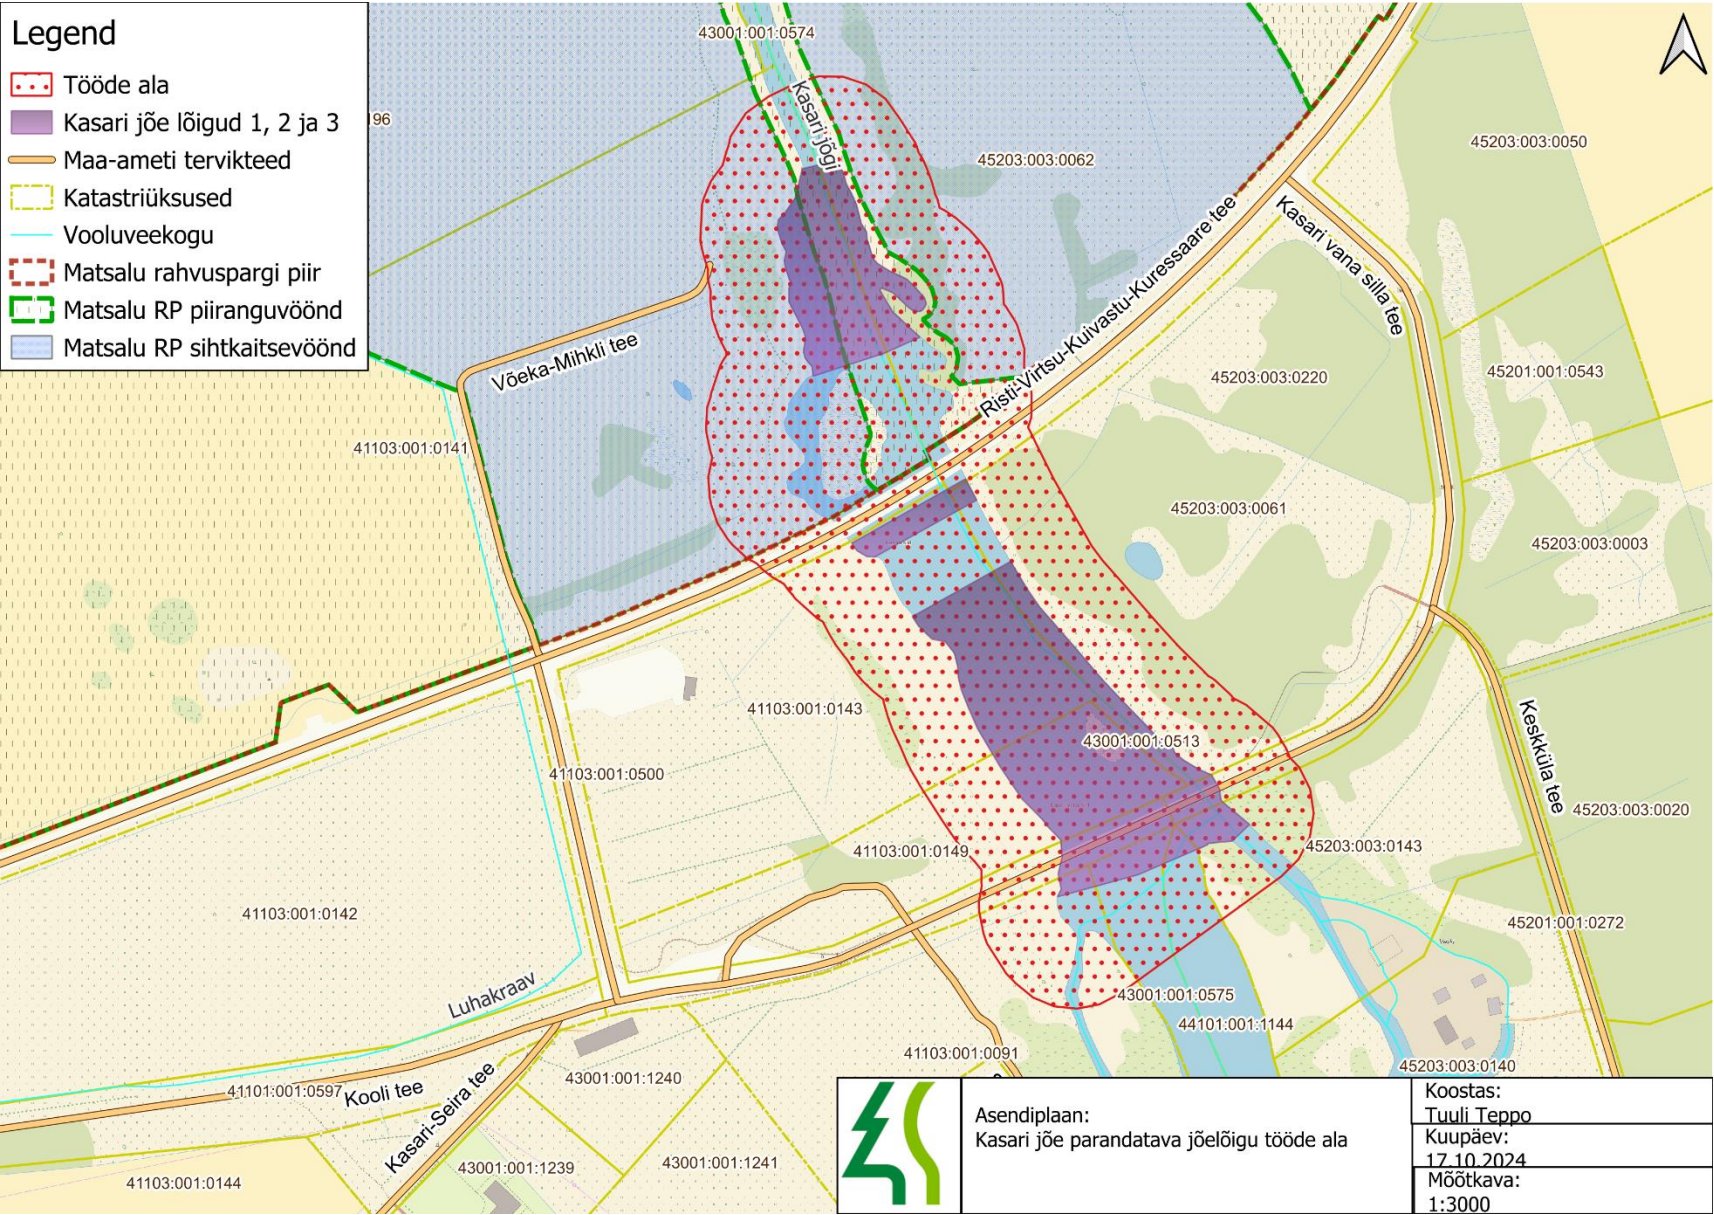 Legend
Tööde ala
Kasari jõe lõigud 1, 2 ja 3
Maa-ameti tervikteed
Katastriüksused
Vooluveekogu
Matsalu rahvuspargi piir
Matsalu RP piiranguvöönd
Matsalu RP sihtkaitsevöönd
96
43001:001:0574
Kasari jõgi
45203:003:0062
45203:003:0050
Risti-Virtsu-Kuivastu-Kuressaare tee
Kasari vana silla tee
Võeka-Mihkli tee
45203:003:0220
45201:001:0543
41103:001:0141
45203:003:0061
45203:003:0003
41103:001:0143
43001:001:0513
Keskküla tee
41103:001:0500
45203:003:0020
41103:001:0149
45203:003:0143
41103:001:0142
45201:001:0272
Luhakraav
43001:001:0575
44101:001:1144
41103:001:0091
45203:003:0140
43001:001:1240
41101:001:0597
Kooli tee
Kasari-Seira tee
43001:001:1239
43001:001:1241
41103:001:0144
Asendiplaan:
Kasari jõe parandatava jõelõigu tööde ala
Koostas:
Tuuli Teppo
Kuupäev:
17.10.2024
Mõõtkava:
1:3000